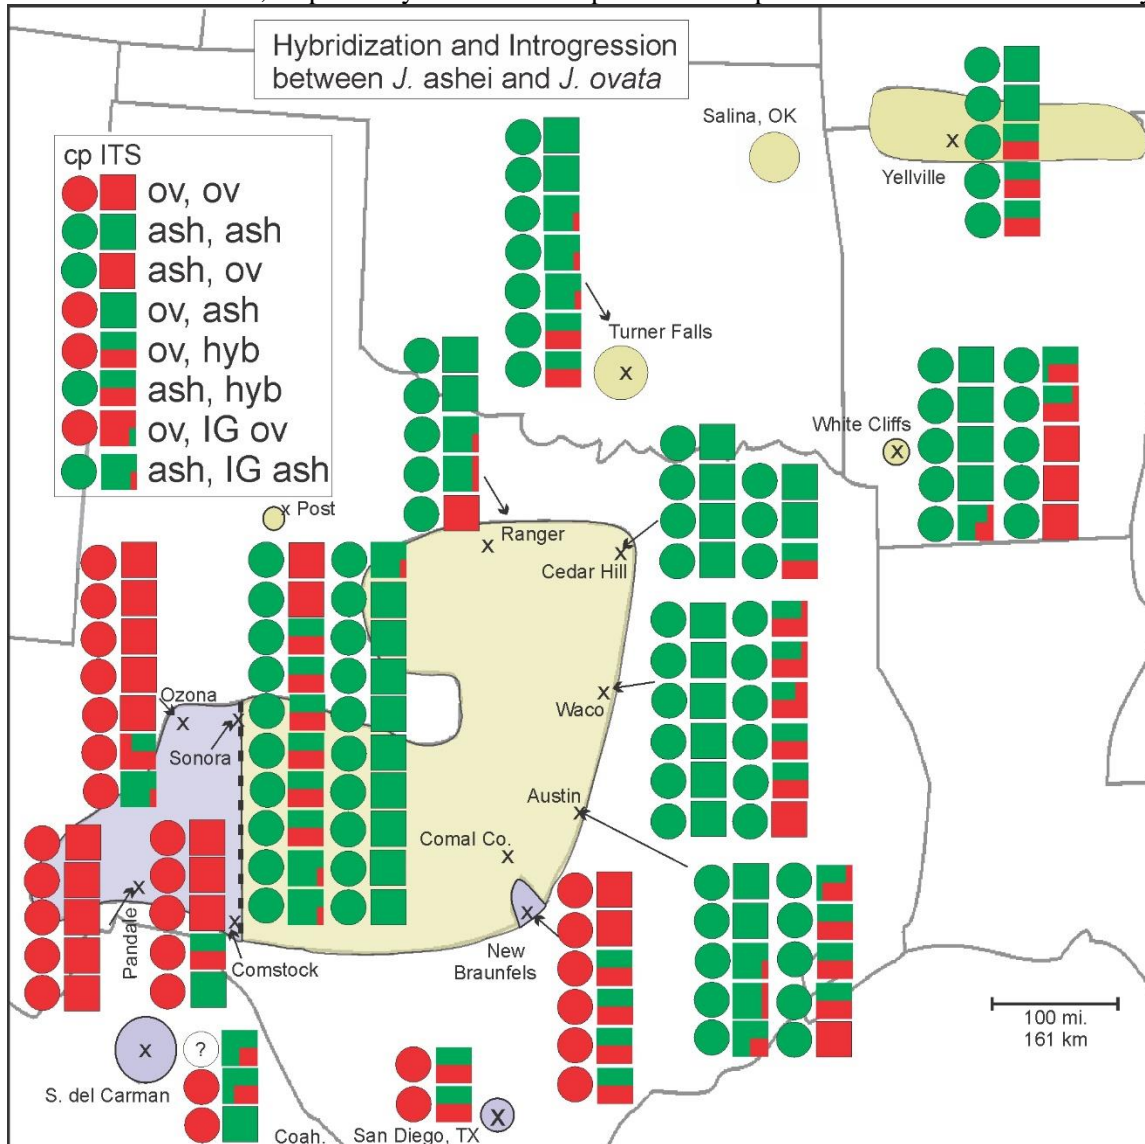 Hybridization and Introgression
between J. ashei and J. ovata
cp ITS
ov, ov
ash, ash
ash, ov
ov, ash
ov, hyb
ash, hyb
ov, IG ov
ash, IG ash
Salina, OK
x
Yellville
Turner Falls
x
White Cliffs
x
x Post
Ranger
x
x
Cedar Hill
Ozona
x
x
Sonora
x
Waco
Austin
x
Comal Co.
x
x
Pandale
x
x
Comstock
New
Braunfels
100 mi.
161 km
x
?
S. del Carman
Coah.
San Diego, TX
x